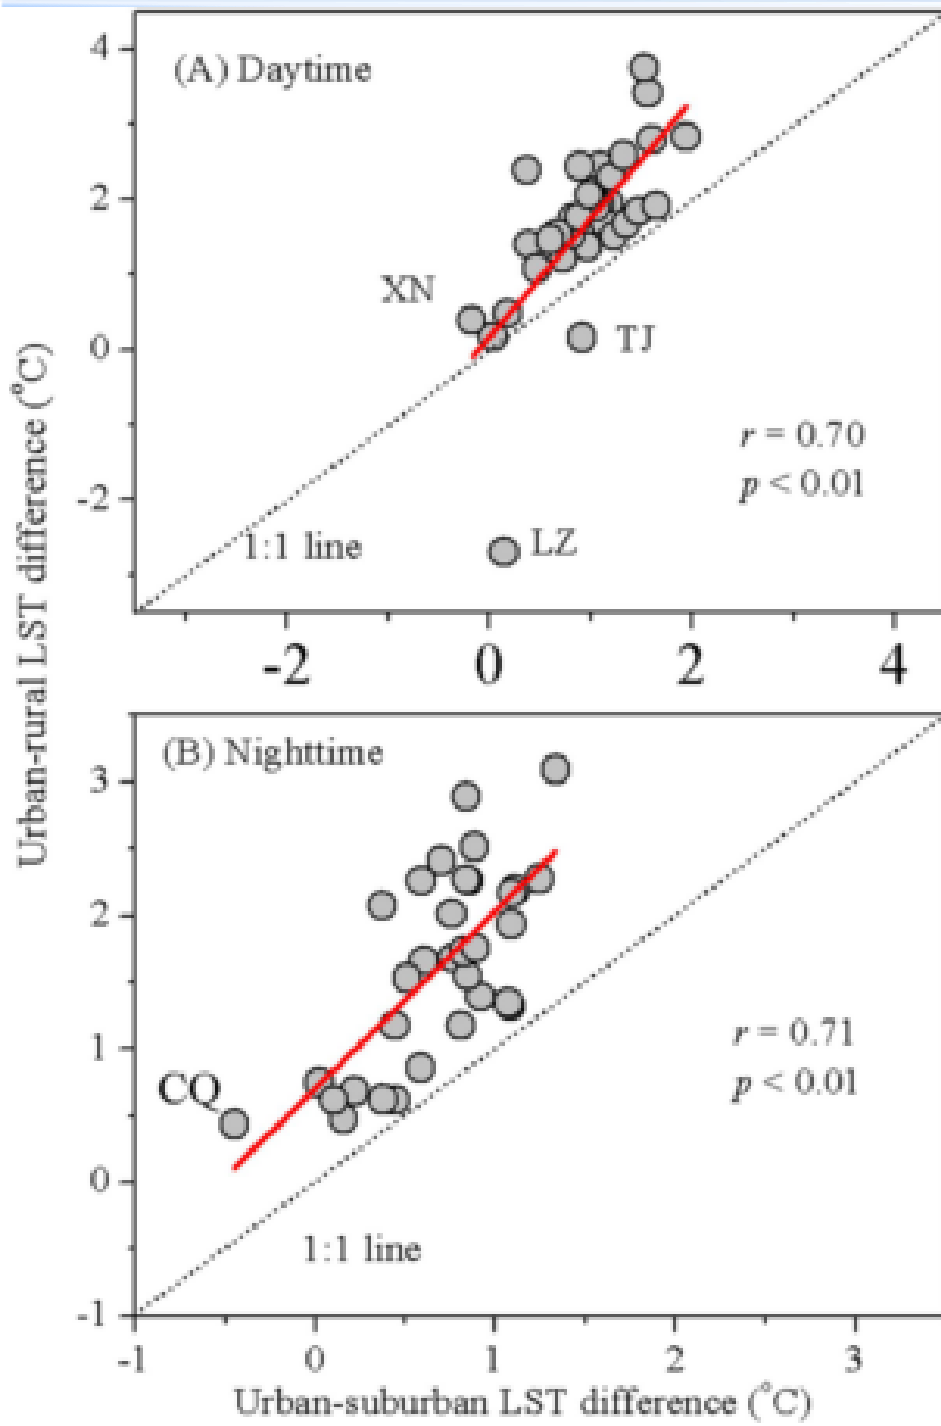 Urban-rural LST difference (°C)
4
(A) Daytime
2
XN
0
TJ
r = 0.70
p < 0.01
-2
1:1 line
LZ
-2 0 2 4
(B) Nighttime
3
2
1
r = 0.71
p < 0.01
CQ
0
1:1 line
-1
-1 0 1 2 3
Urban-suburban LST difference (°C)